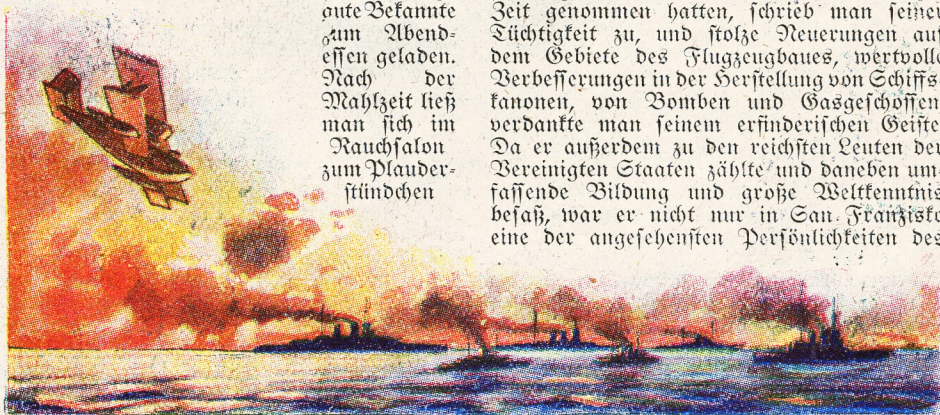 gute Bekannte
zum Abend-
essen geladen.
Nach der
Mahlzeit ließ
man sich im
Rauchsalon
zum Plauder-
stündchen
Zeit genommen hatten, schrieb man seiner
Tüchtigkeit zu, und stolze Neuerungen auf
dem Gebiete des Flugzeugbaues, wertvolle
Verbesserungen in der Herstellung von Schiffs-
kanonen, von Bomben und Gasgeschossen
verdankte man seinem erfinderischen Geiste.
Da er außerdem zu den reichsten Leuten der
Vereinigten Staaten zählte und daneben um-
fassende Bildung und große Weltkenntnis
besaß, war er nicht nur in San Franzisko
eine der angesehensten Persönlichkeiten des